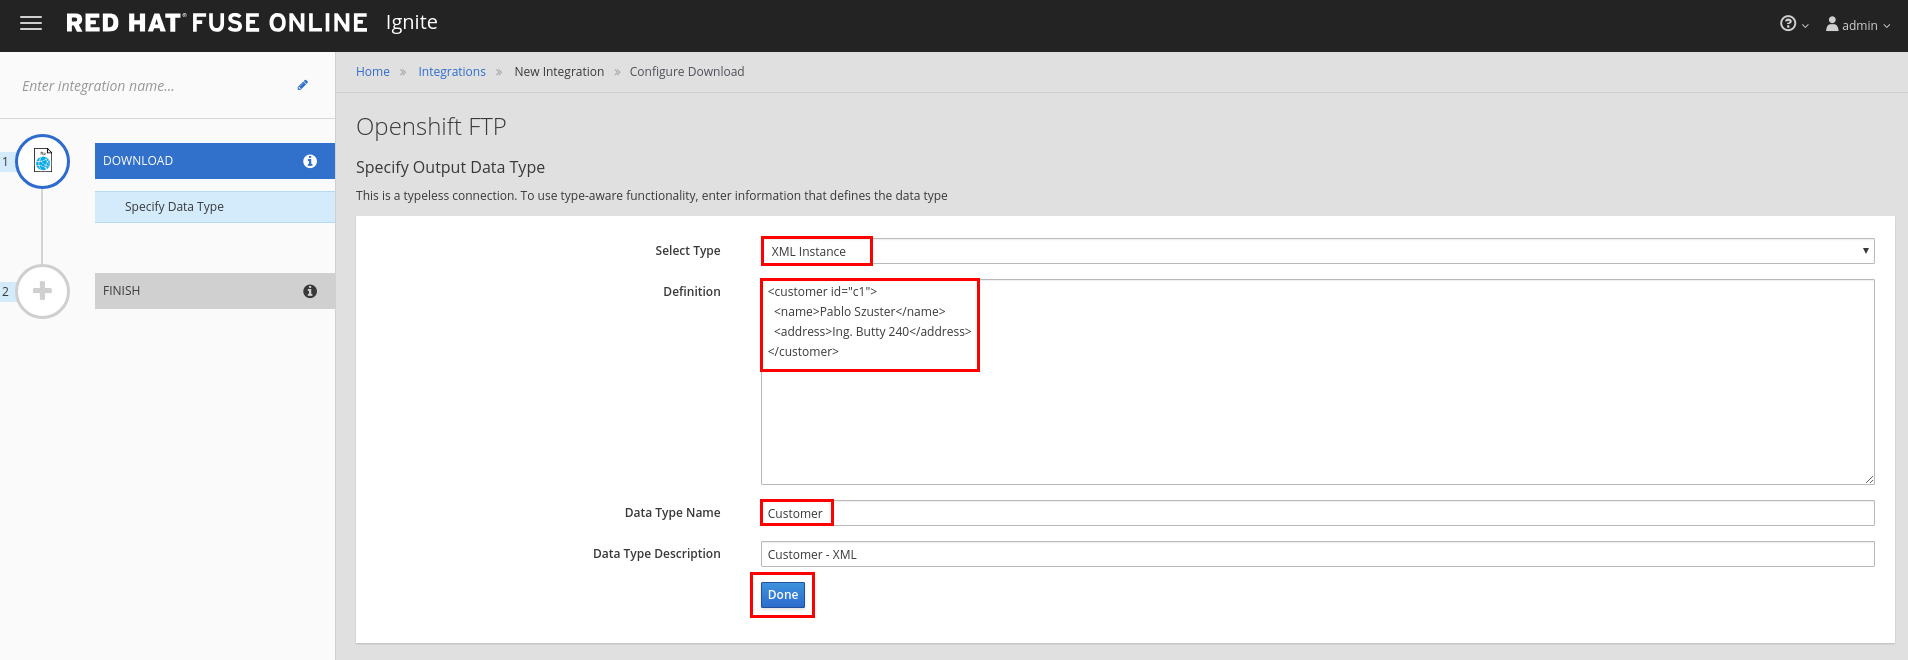 RED HAT® FUSE ONLINE Ignite
admin
Enter integration name...
Home » Integrations » New Integration » Configure Download
Openshift FTP
1 DOWNLOAD
Specify Data Type
2 FINISH
Specify Output Data Type
This is a typeless connection. To use type-aware functionality, enter information that defines the data type
Select Type XML Instance
Definition
<customer id="c1">
<name>Pablo Szuster</name>
<address>Ing. Butty 240</address>
</customer>
Data Type Name Customer
Data Type Description Customer - XML
Done